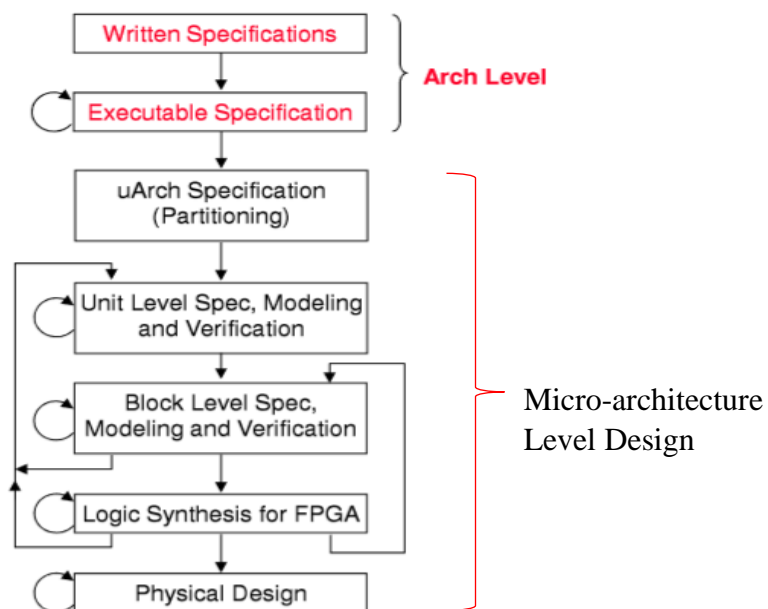 Written Specifications
Arch Level
Executable Specification
uArch Specification
(Partitioning)
Unit Level Spec, Modeling
and Verification
Block Level Spec,
Modeling and Verification
Micro-architecture
Level Design
Logic Synthesis for FPGA
Physical Design